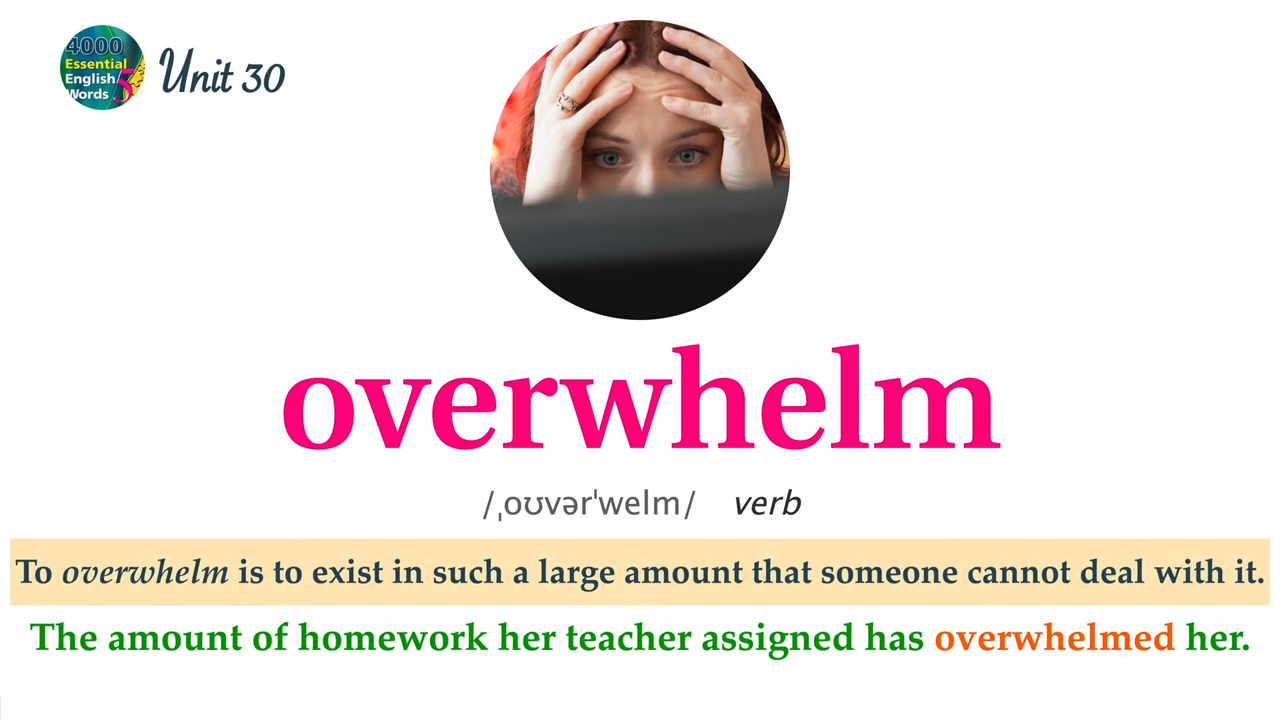 4000
Essential
English
Words 5
Unit 30
overwhelm
/ˌoʊvərˈwelm/ verb
To overwhelm is to exist in such a large amount that someone cannot deal with it.
The amount of homework her teacher assigned has overwhelmed her.